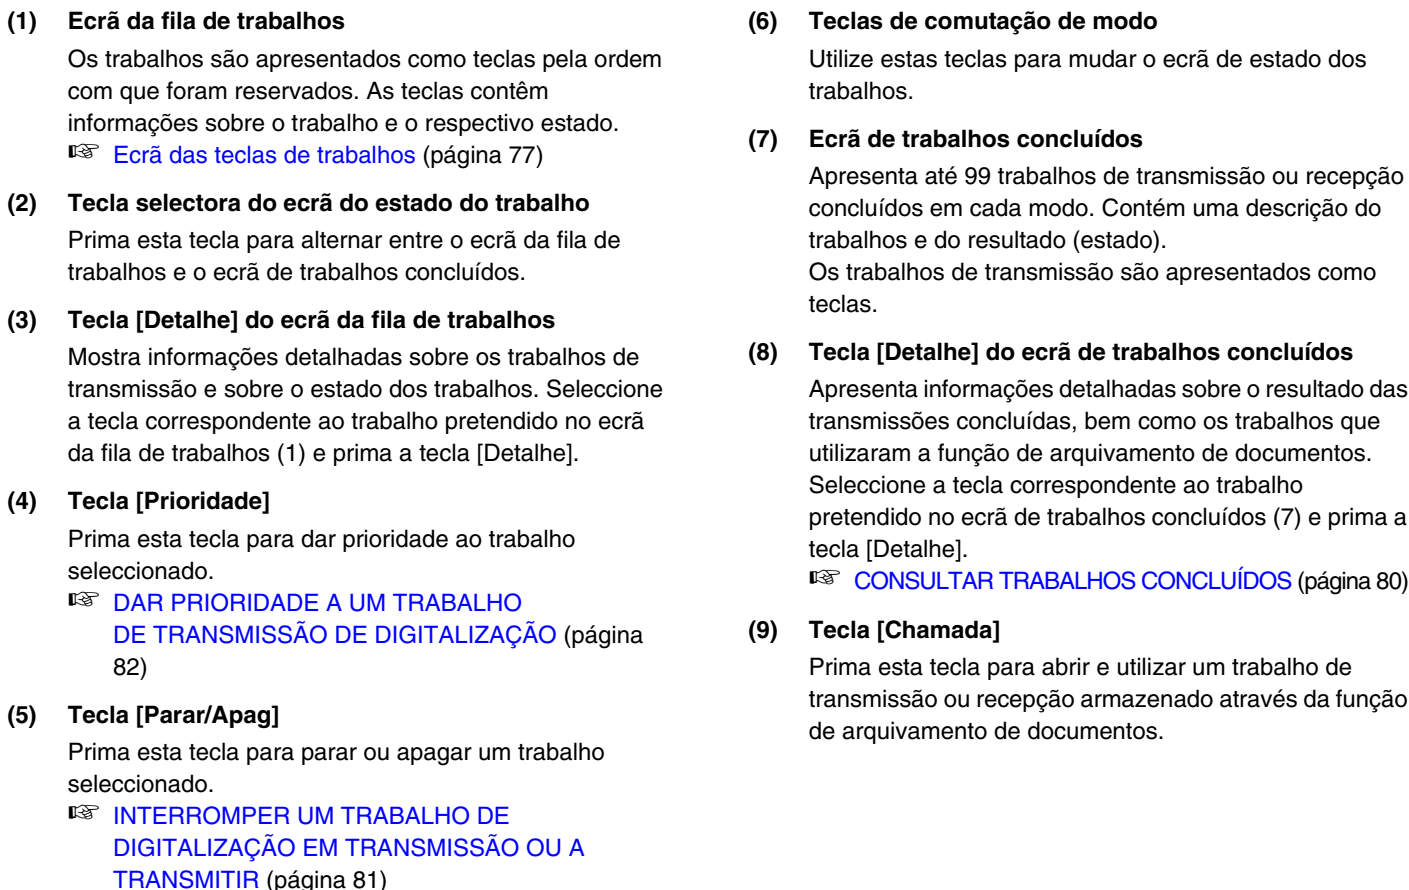 (1) Ecrã da fila de trabalhos
Os trabalhos são apresentados como teclas pela ordem
com que foram reservados. As teclas contêm
informações sobre o trabalho e o respectivo estado.
☞ Ecrã das teclas de trabalhos (página 77)
(2) Tecla selectora do ecrã do estado do trabalho
Prima esta tecla para alternar entre o ecrã da fila de
trabalhos e o ecrã de trabalhos concluídos.
(3) Tecla [Detalhe] do ecrã da fila de trabalhos
Mostra informações detalhadas sobre os trabalhos de
transmissão e sobre o estado dos trabalhos. Seleccione
a tecla correspondente ao trabalho pretendido no ecrã
da fila de trabalhos (1) e prima a tecla [Detalhe].
(4) Tecla [Prioridade]
Prima esta tecla para dar prioridade ao trabalho
seleccionado.
☞ DAR PRIORIDADE A UM TRABALHO
DE TRANSMISSÃO DE DIGITALIZAÇÃO (página
82)
(5) Tecla [Parar/Apag]
Prima esta tecla para parar ou apagar um trabalho
seleccionado.
☞ INTERROMPER UM TRABALHO DE
DIGITALIZAÇÃO EM TRANSMISSÃO OU A
TRANSMITIR (página 81)
(6) Teclas de comutação de modo
Utilize estas teclas para mudar o ecrã de estado dos
trabalhos.
(7) Ecrã de trabalhos concluídos
Apresenta até 99 trabalhos de transmissão ou recepção
concluídos em cada modo. Contém uma descrição do
trabalhos e do resultado (estado).
Os trabalhos de transmissão são apresentados como
teclas.
(8) Tecla [Detalhe] do ecrã de trabalhos concluídos
Apresenta informações detalhadas sobre o resultado das
transmissões concluídas, bem como os trabalhos que
utilizaram a função de arquivamento de documentos.
Seleccione a tecla correspondente ao trabalho
pretendido no ecrã de trabalhos concluídos (7) e prima a
tecla [Detalhe].
☞ CONSULTAR TRABALHOS CONCLUÍDOS (página 80)
(9) Tecla [Chamada]
Prima esta tecla para abrir e utilizar um trabalho de
transmissão ou recepção armazenado através da função
de arquivamento de documentos.